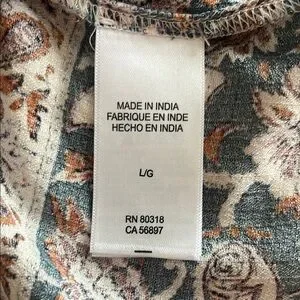 MADE IN INDIA
FABRIQUE EN INDE
HECHO EN INDIA
L/G
RN 80318
CA 56897